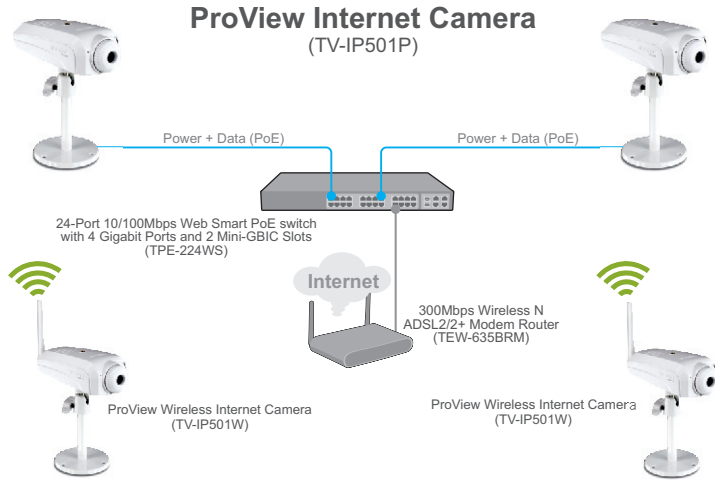 ProView Internet Camera
(TV-IP501P)
Power + Data (PoE)
Power + Data (PoE)
24-Port 10/100Mbps Web Smart PoE switch
with 4 Gigabit Ports and 2 Mini-GBIC Slots
(TPE-224WS)
Internet
300Mbps Wireless N
ADSL2/2+ Modem Router
(TEW-635BRM)
ProView Wireless Internet Camera
(TV-IP501W)
ProView Wireless Internet Camera
(TV-IP501W)